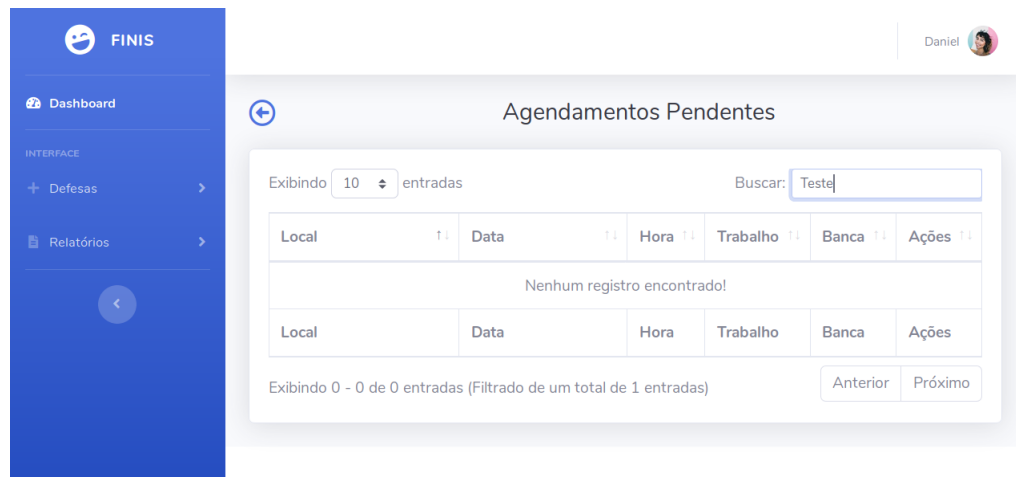 FINIS
Daniel
Dashboard
Agendamentos Pendentes
INTERFACE
Defesas
Relatórios
Exibindo 10 entradas Buscar: Teste
Local Data Hora Trabalho Banca Ações
Nenhum registro encontrado!
Local Data Hora Trabalho Banca Ações
Exibindo 0 - 0 de 0 entradas (Filtrado de um total de 1 entradas) Anterior Próximo